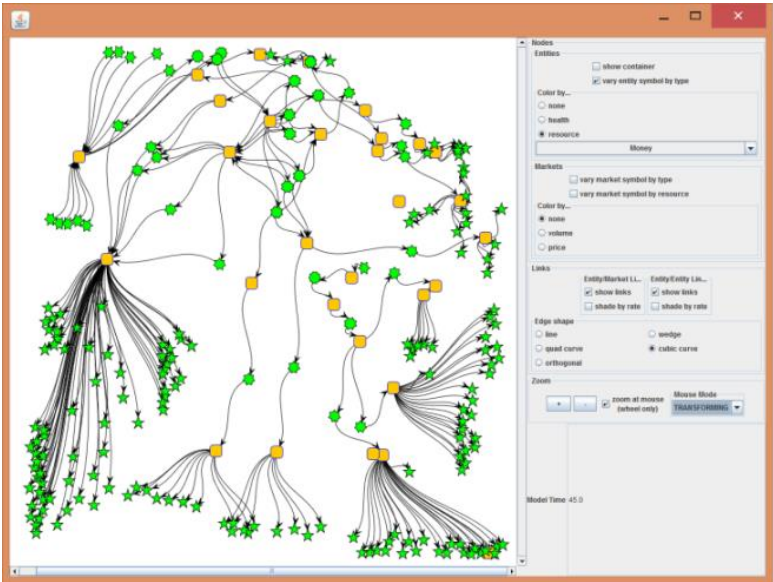 Nodes
Entities
show container
vary entity symbol by type
Color by...
none
health
resource
Money
Markets
vary market symbol by type
vary market symbol by resource
Color by...
none
volume
price
Links
Entity/Market Li... Entity/Entity Lin...
show links show links
shade by rate shade by rate
Edge shape
line wedge
quad curve cubic curve
orthogonal
Zoom
+ - zoom at mouse (wheel only) Mouse Mode
TRANSFORMING
Model Time 45.0